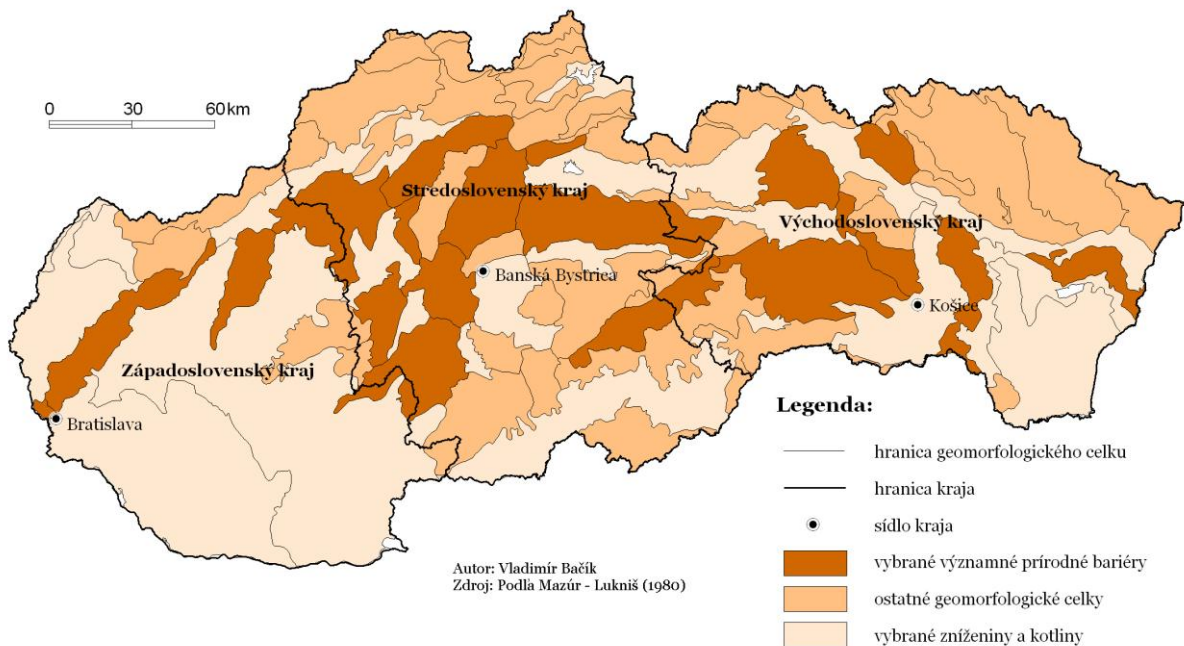 0 30 60 km
Stredoslovenský kraj
Východoslovenský kraj
Banská Bystrica
Košice
Západoslovenský kraj
Bratislava
Legenda:
hranica geomorfologického celku
hranica kraja
sídlo kraja
vybrané významné prírodné bariéry
ostatné geomorfologické celky
vybrané zníženiny a kotliny
Autor: Vladimír Bačík
Zdroj: Podľa Mazúr - Lukniš (1980)